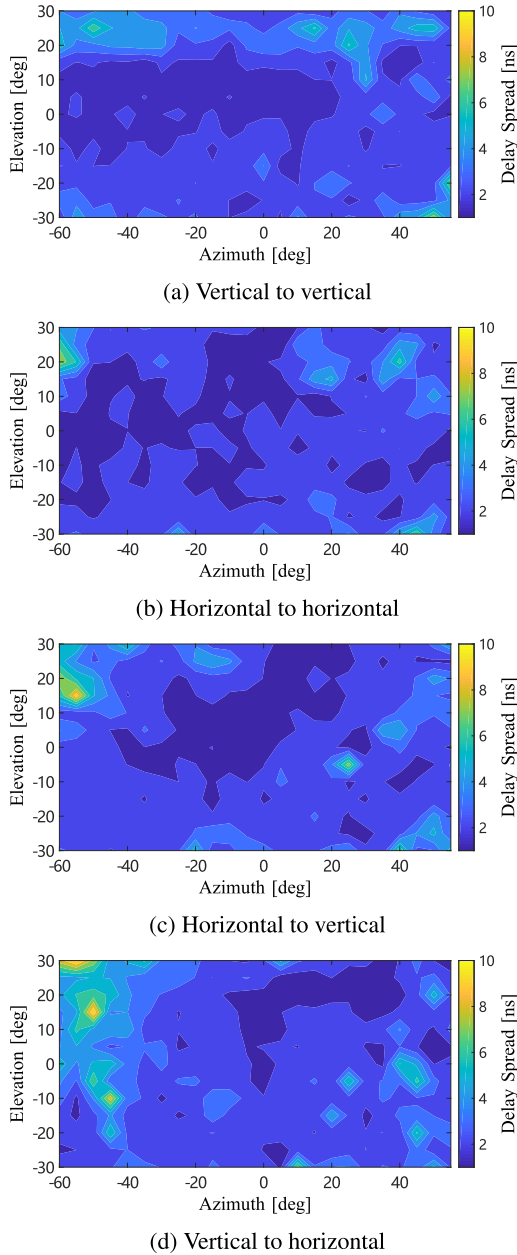 30
20
10
0
-10
-20
-30
Elevation [deg]
-60 -40 -20 0 20 40
Azimuth [deg]
10
8
6
4
2
Delay Spread [ns]
(a) Vertical to vertical
30
20
10
0
-10
-20
-30
Elevation [deg]
-60 -40 -20 0 20 40
Azimuth [deg]
10
8
6
4
2
Delay Spread [ns]
(b) Horizontal to horizontal
30
20
10
0
-10
-20
-30
Elevation [deg]
-60 -40 -20 0 20 40
Azimuth [deg]
10
8
6
4
2
Delay Spread [ns]
(c) Horizontal to vertical
30
20
10
0
-10
-20
-30
Elevation [deg]
-60 -40 -20 0 20 40
Azimuth [deg]
10
8
6
4
2
Delay Spread [ns]
(d) Vertical to horizontal